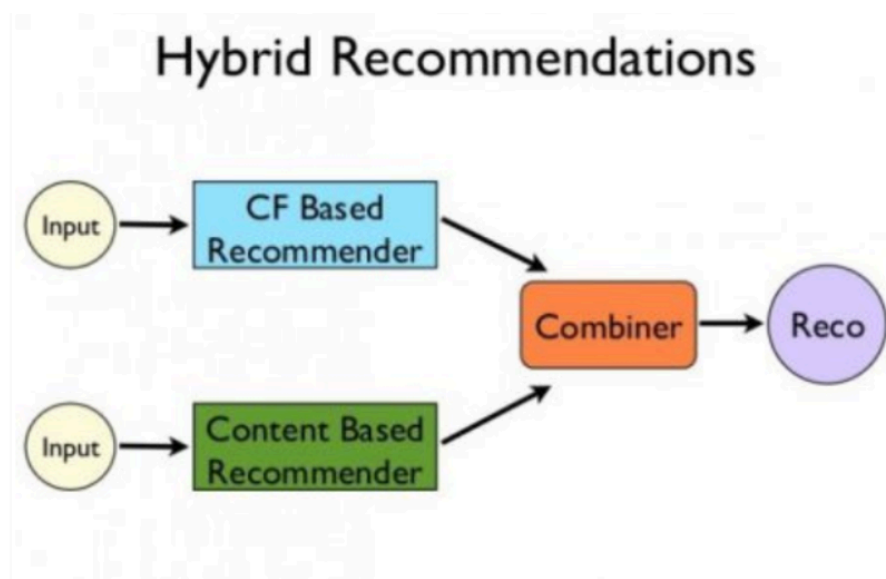 Hybrid Recommendations
Input
CF Based
Recommender
Combiner
Reco
Input
Content Based
Recommender